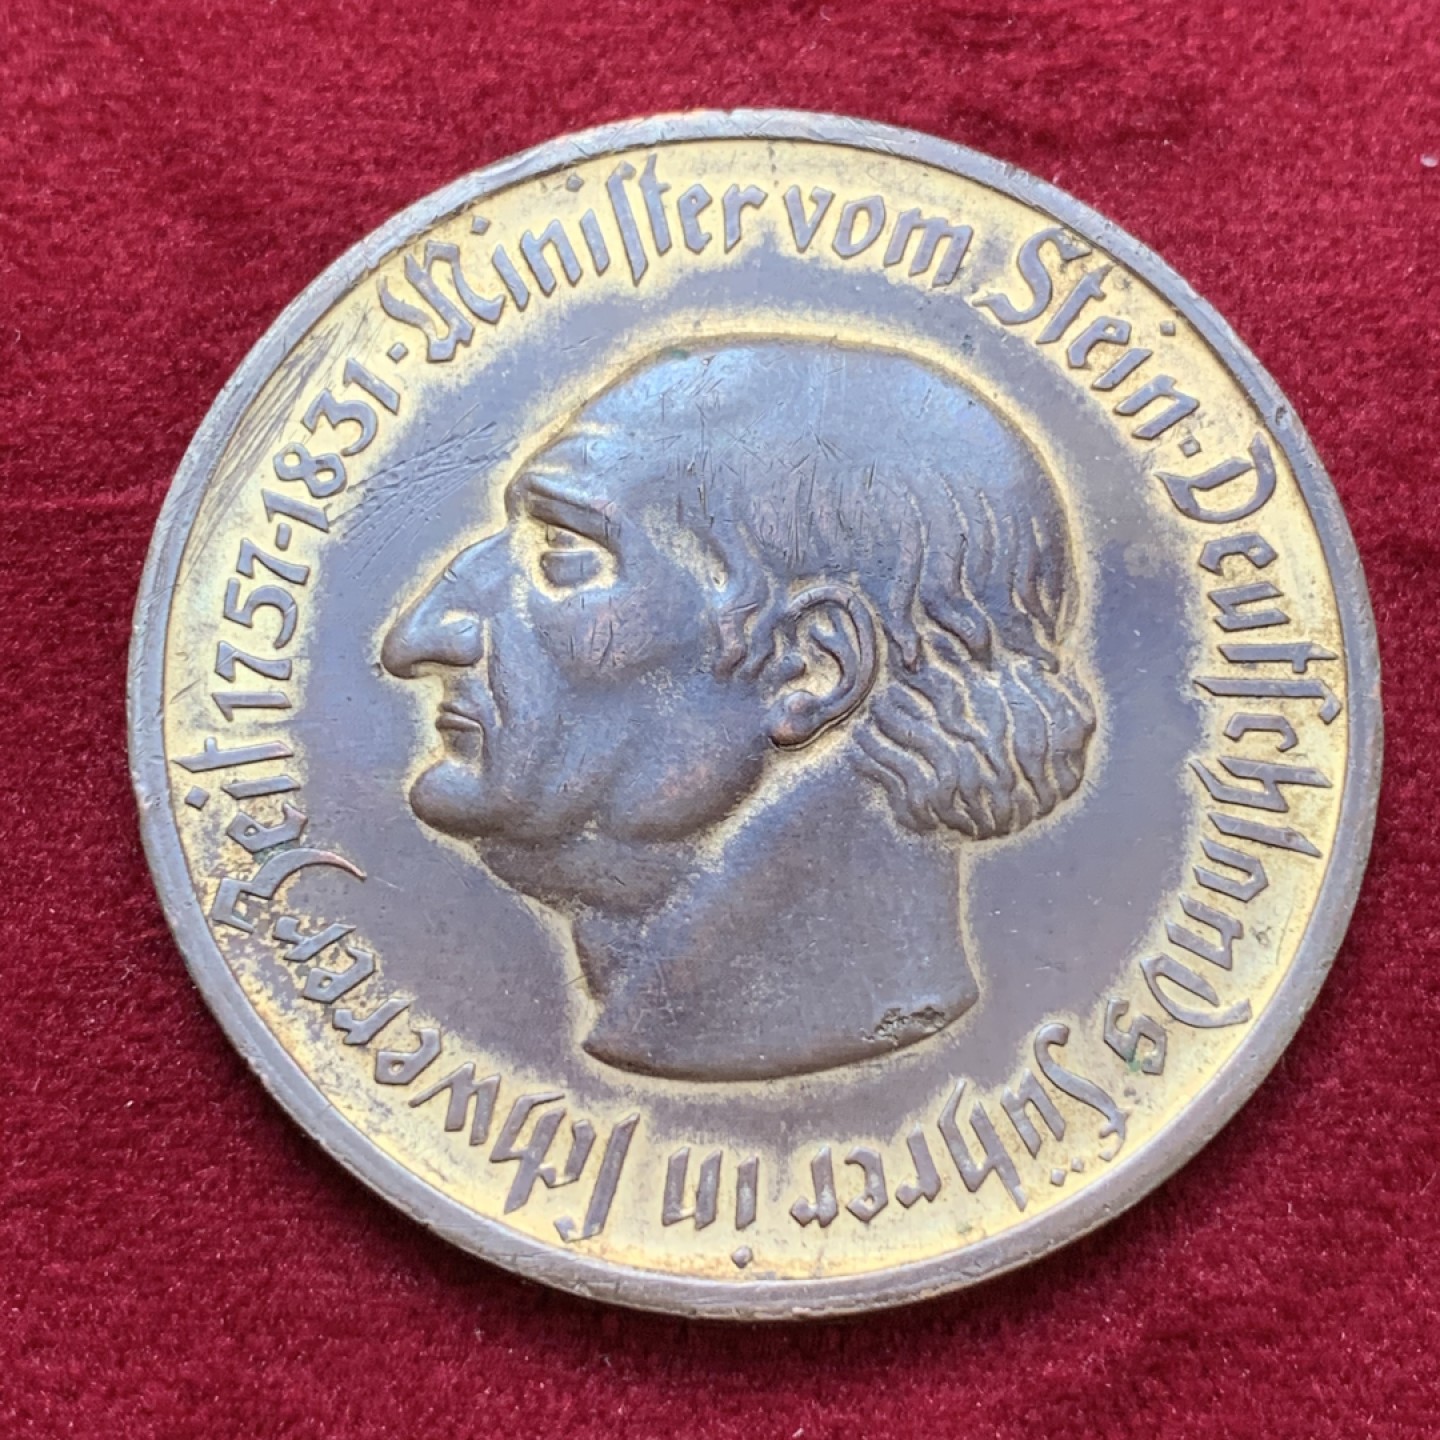 Minister vom Stein · Deutschlands Führer in schwerer Zeit 1757-1831 ·